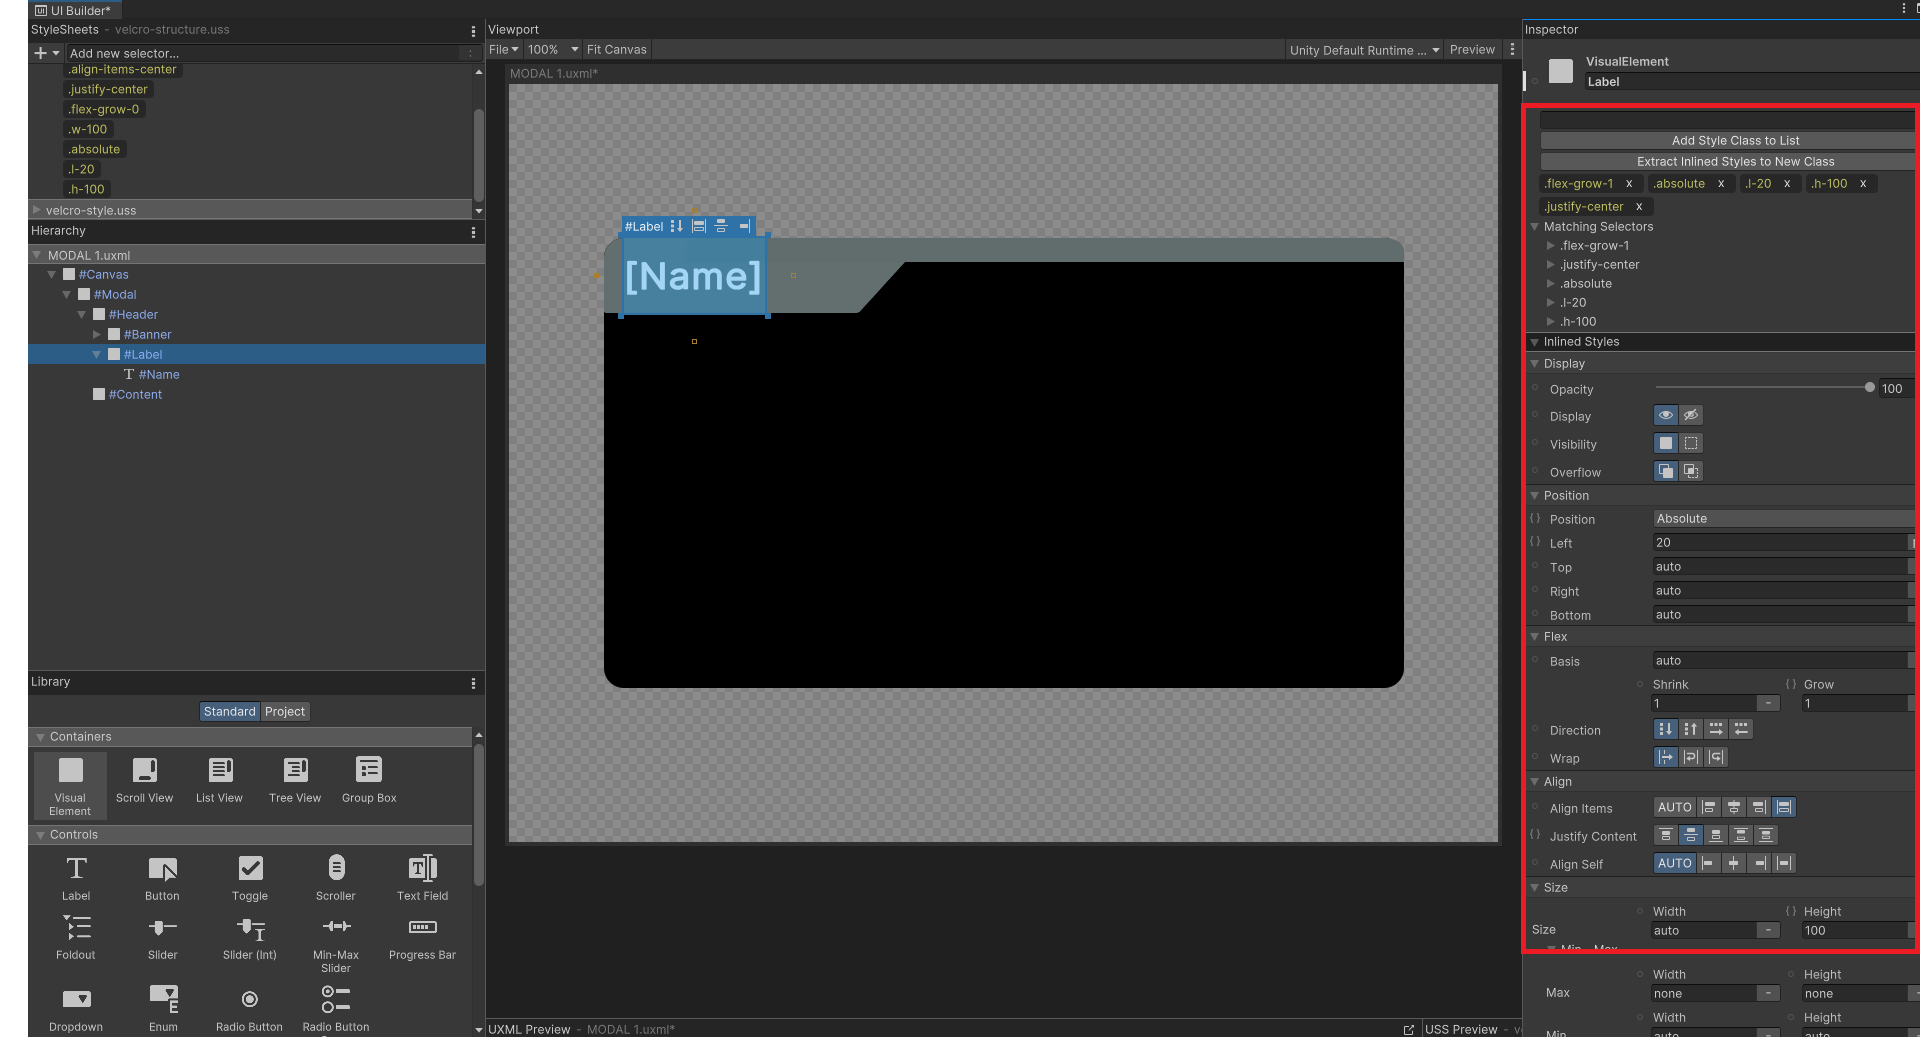 UI Builder*
StyleSheets - velcro-structure.uss
Add new selector...
.align-items-center
.justify-center
.flex-grow-0
.w-100
.absolute
.l-20
.h-100
velcro-style.uss
Hierarchy
MODAL 1.uxml
#Canvas
#Modal
#Header
#Banner
#Label
#Name
#Content
Library
Standard Project
Containers
Visual Element
Scroll View
List View
Tree View
Group Box
Controls
Label
Button
Toggle
Scroller
Text Field
Foldout
Slider
Slider (Int)
Min-Max Slider
Progress Bar
Dropdown
Enum
Radio Button
Radio Button
Viewport
File 100% Fit Canvas
Unity Default Runtime ... Preview
MODAL 1.uxml*
#Label
[Name]
UXML Preview - MODAL 1.uxml*
USS Preview
Inspector
VisualElement
Label
Add Style Class to List
Extract Inlined Styles to New Class
.flex-grow-1 x .absolute x .l-20 x .h-100 x
.justify-center x
Matching Selectors
.flex-grow-1
.justify-center
.absolute
.l-20
.h-100
Inlined Styles
Display
Opacity 100
Display
Visibility
Overflow
Position
Position Absolute
Left 20
Top auto
Right auto
Bottom auto
Flex
Basis auto
Shrink Grow
1 - 1
Direction
Wrap
Align
Align Items AUTO
Justify Content
Align Self AUTO
Size
Width Height
Size auto - 100
Width Height
Max none - none -
Width Height
Min auto auto